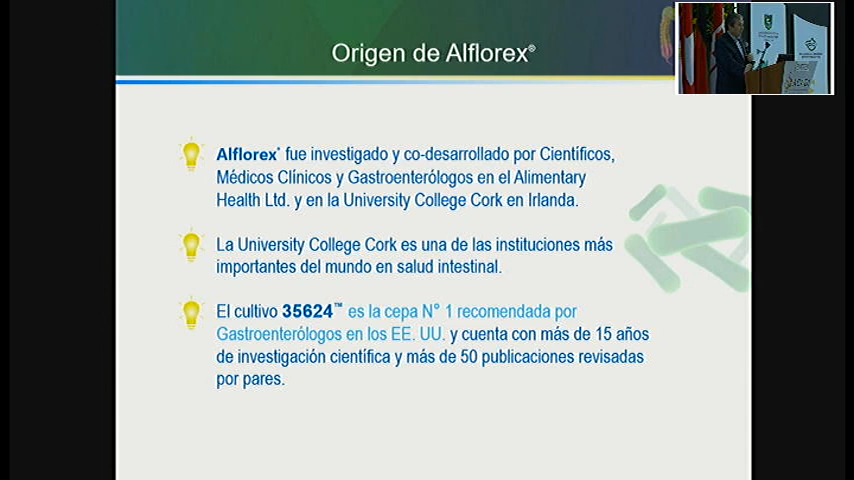 Origen de Alflorex®
Alflorex® fue investigado y co-desarrollado por Científicos,
Médicos Clínicos y Gastroenterólogos en el Alimentary
Health Ltd. y en la University College Cork en Irlanda.
La University College Cork es una de las instituciones más
importantes del mundo en salud intestinal.
El cultivo 35624™ es la cepa N° 1 recomendada por
Gastroenterólogos en los EE. UU. y cuenta con más de 15 años
de investigación científica y más de 50 publicaciones revisadas
por pares.